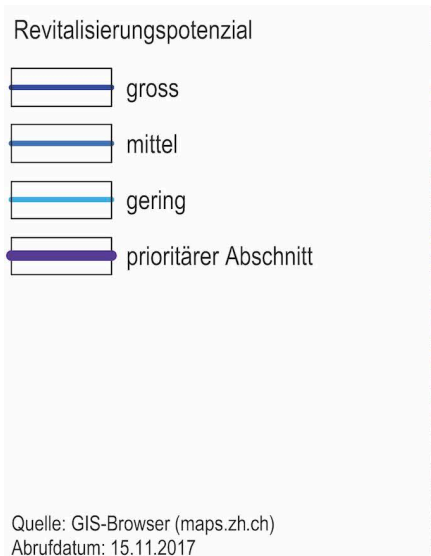 Revitalisierungspotenzial
gross
mittel
gering
prioritärer Abschnitt
Quelle: GIS-Browser (maps.zh.ch)
Abrufdatum: 15.11.2017